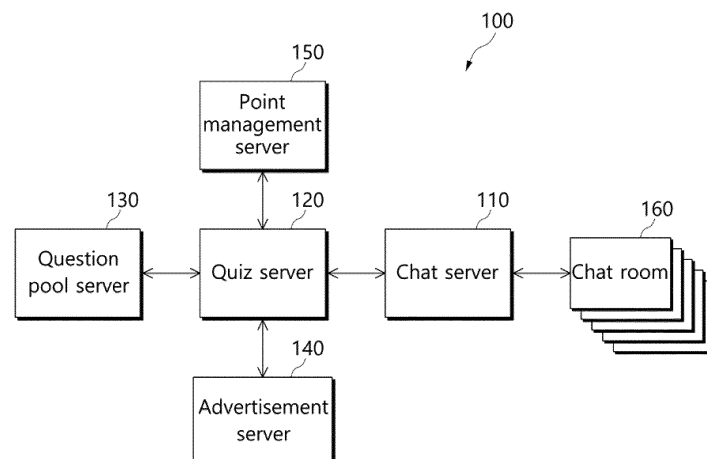 100
150
Point
management
server
130
120
110
160
Question
pool server
Quiz server
Chat server
Chat room
140
Advertisement
server